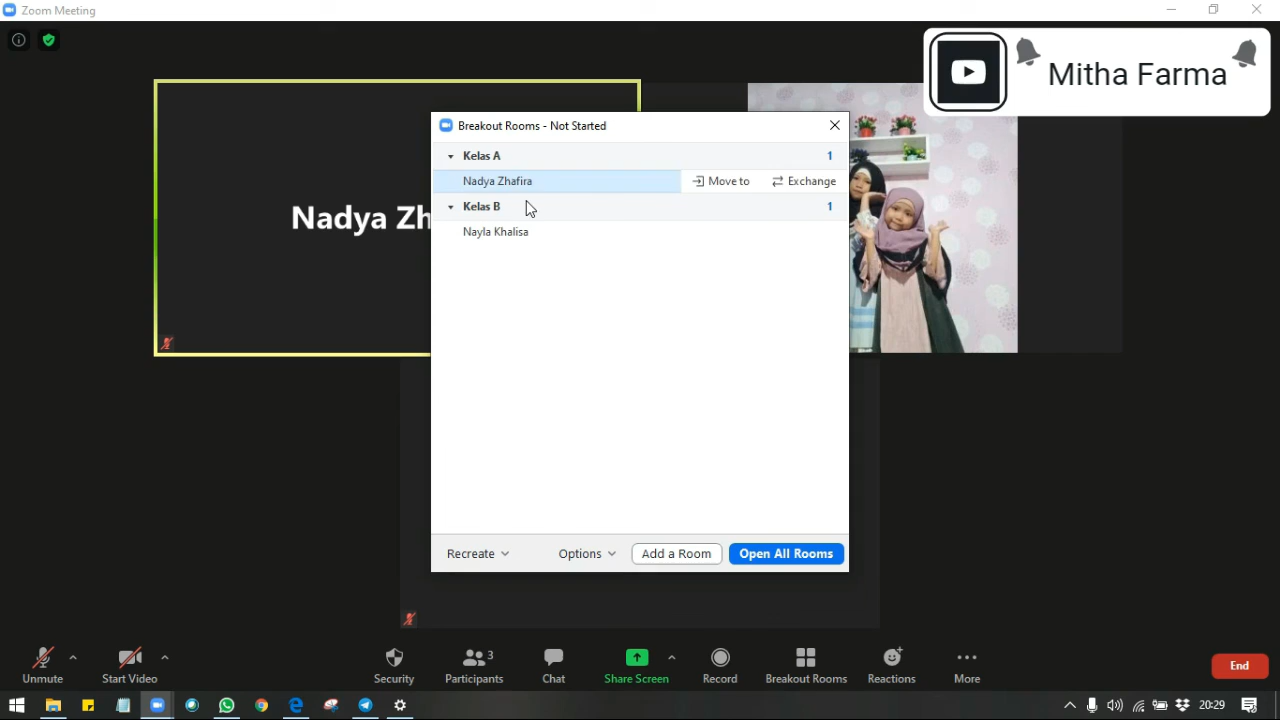 Zoom Meeting
Mitha Farma
Breakout Rooms - Not Started
Kelas A 1
Nadya Zhafira Move to Exchange
Kelas B 1
Nadya Zh
Nayla Khalisa
Recreate Options Add a Room Open All Rooms
3
Unmute Start Video Security Participants Chat Share Screen Record Breakout Rooms Reactions More End
20:29